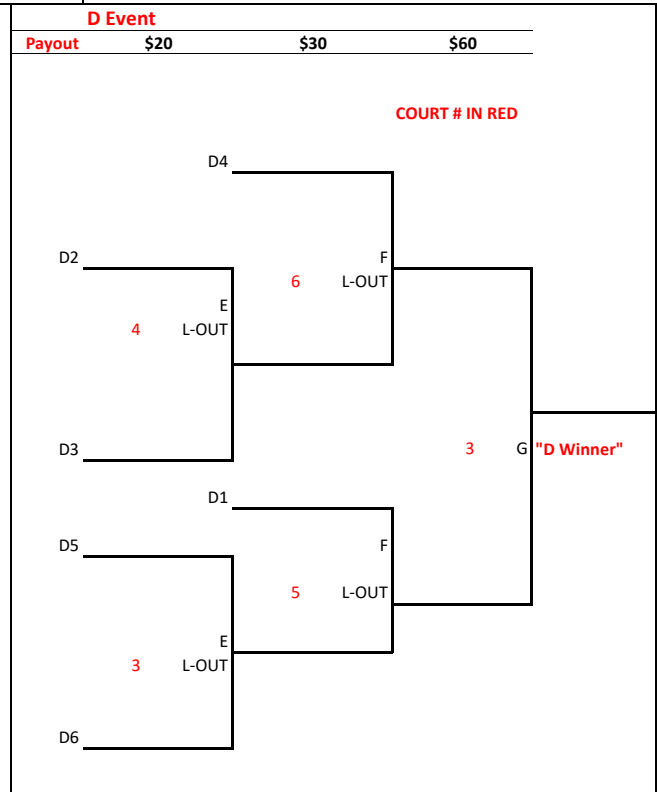 D Event
Payout $20 $30 $60
COURT # IN RED
D4
D2 F
6 L-OUT
E
4 L-OUT
D3 3 G "D Winner"
D1
D5 F
5 L-OUT
E
3 L-OUT
D6